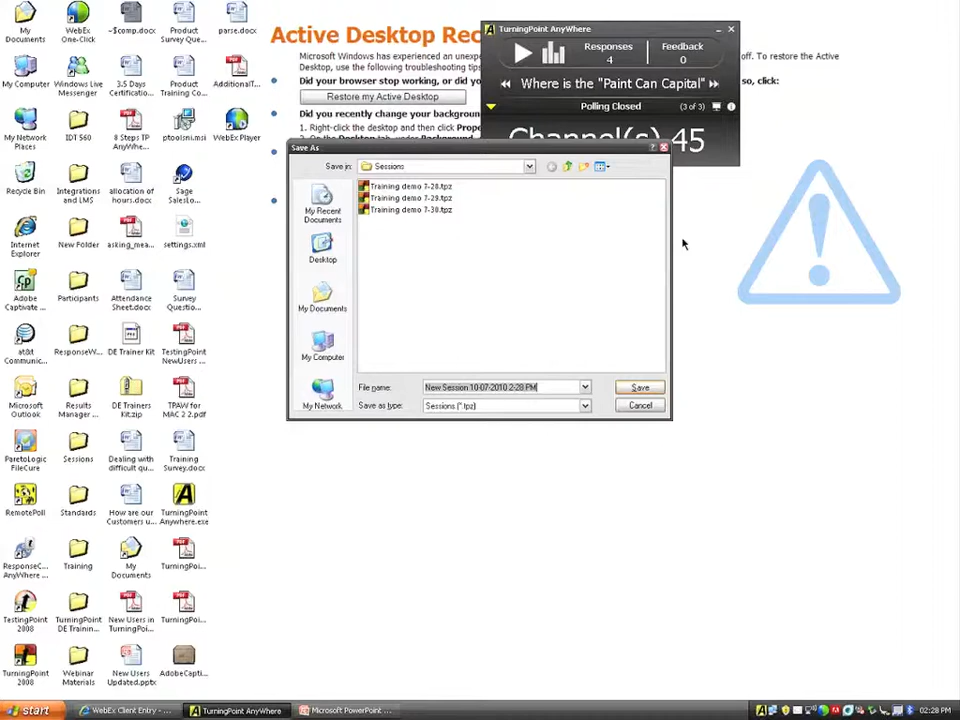 My
Documents
WebEx
One-Click
~$comp.docx
Product
Survey Que...
parse.docx
My Computer
Windows Live
Messenger
3.5 Days
Certificatio...
Product
Training Co...
AdditionalT...
My Network
Places
IDT 560
8 Steps TP
AnyWhe...
ptoolsni.msi
WebEx Player
Recycle Bin
Integrations
and LMS
allocation of
hours.docx
Sage
SalesLo...
Internet
Explorer
New Folder
asking_mea...
settings.xml
Adobe
Captivate ...
Participants
Attendance
Sheet.docx
Survey
Questio...
at&t
Communicat...
ResponseW...
DE Trainer Kit
TestingPoint
NewUsers ...
Microsoft
Outlook
Results
Manager ...
DE Trainers
Kit.zip
TPAW for
MAC 2 2.pdf
ParetoLogic
FileCure
Sessions
Dealing with
difficult qu...
Training
Survey.docx
RemotePoll
Standards
How are our
Customers u...
TurningPoint
Anywhere.exe
ResponseC...
AnyWhere ...
Training
My
Documents
TurningPoi...
TestingPoint
2008
TurningPoint
DE Trainin...
New Users in
TurningPo...
TurningPoi...
TurningPoint
2008
Webinar
Materials
New Users
Updated.pptx
AdobeCapti...
Active Desktop Rec
Microsoft Windows has experienced an unexpe
off. To restore the Active
Desktop, use the following troubleshooting tip
Did your browser stop working, or did yo
so, click:
Restore my Active Desktop
Did you recently change your background
1. Right-click the desktop and then click Prope
TurningPoint AnyWhere
Responses
4
Feedback
0
Where is the "Paint Can Capital"
Polling Closed
(3 of 3)
Channel(s) 45
Save As
Save in:
Sessions
My Recent
Documents
Desktop
My Documents
My Computer
My Network
Training demo 7-28.tpz
Training demo 7-29.tpz
Training demo 7-30.tpz
File name:
New Session 10-07-2010 2-28 PM
Save
Save as type:
Sessions (*.tpz)
Cancel
start
WebEx Client Entry - ...
TurningPoint AnyWhere
Microsoft PowerPoint ...
02:28 PM